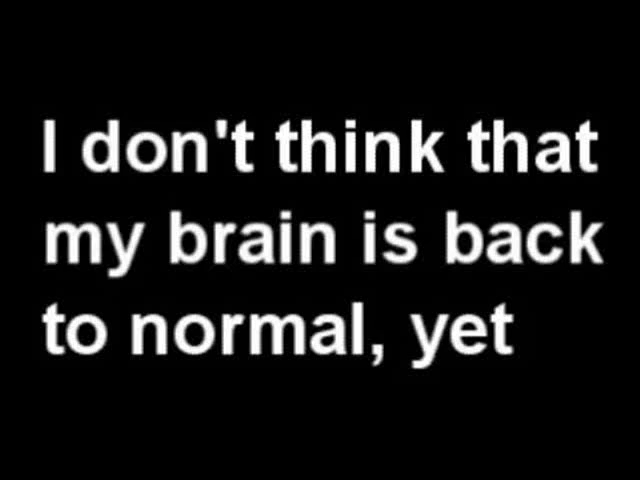 I don't think that
my brain is back
to normal, yet